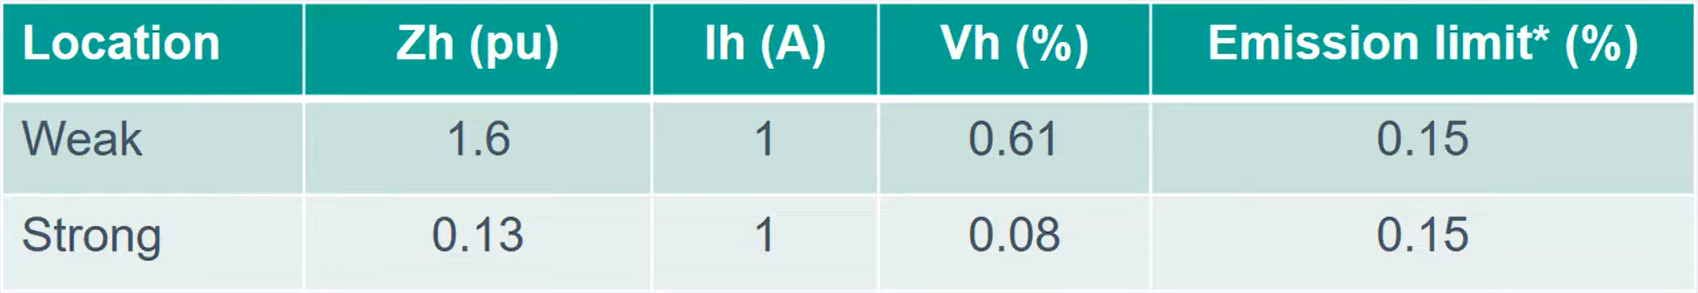 Location Zh (pu) Ih (A) Vh (%) Emission limit* (%)
Weak 1.6 1 0.61 0.15
Strong 0.13 1 0.08 0.15